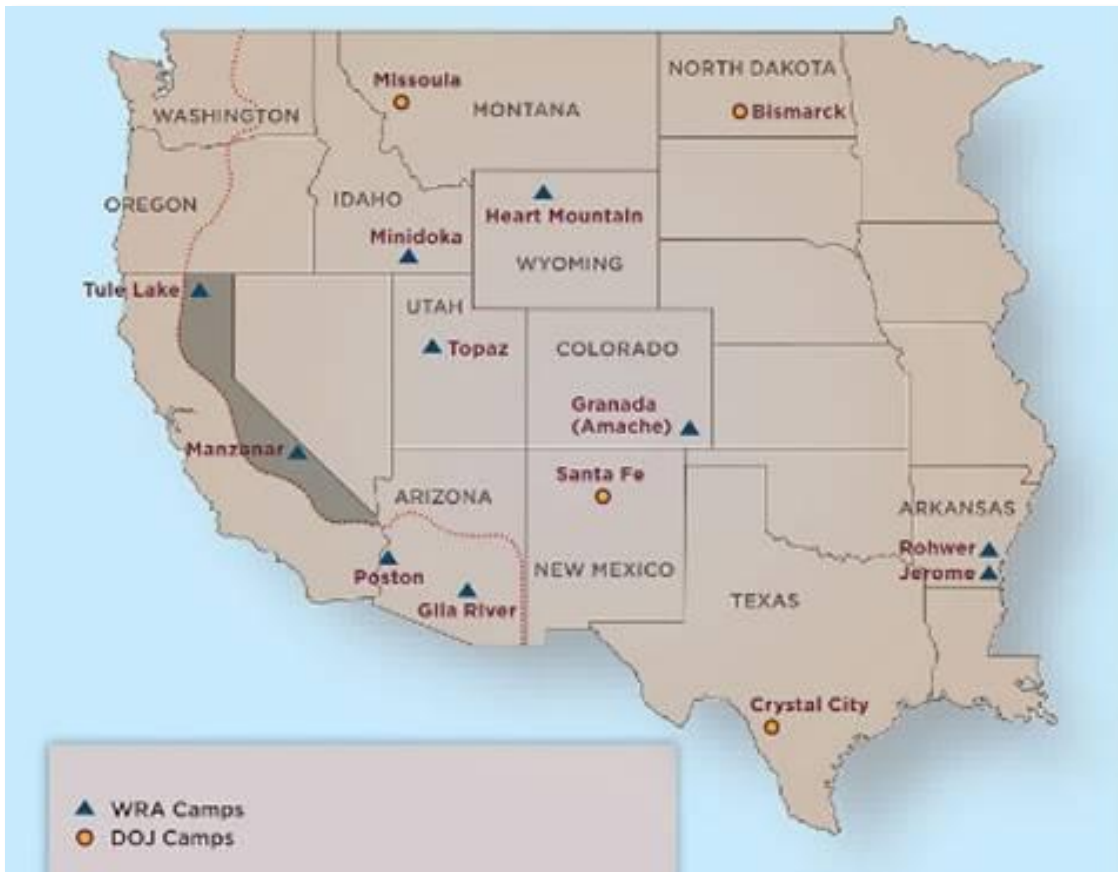 Missoula
NORTH DAKOTA
WASHINGTON
MONTANA
Bismarck
OREGON
IDAHO
Heart Mountain
Minidoka
WYOMING
Tule Lake
UTAH
Topaz
COLORADO
Granada
(Amache)
Manzanar
Santa Fe
ARIZONA
ARKANSAS
Rohwer
Poston
NEW MEXICO
Jerome
Gila River
TEXAS
Crystal City
WRA Camps
DOJ Camps